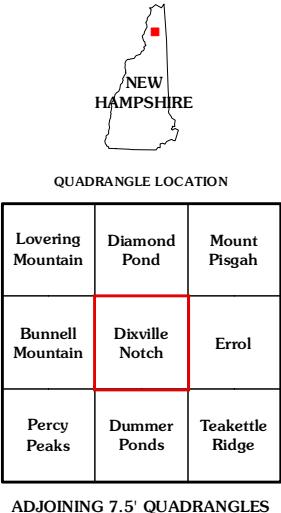 NEW
HAMPSHIRE
QUADRANGLE LOCATION
Lovering
Mountain
Diamond
Pond
Mount
Pisgah
Bunnell
Mountain
Dixville
Notch
Errol
Percy
Peaks
Dummer
Ponds
Teakettle
Ridge
ADJOINING 7.5' QUADRANGLES